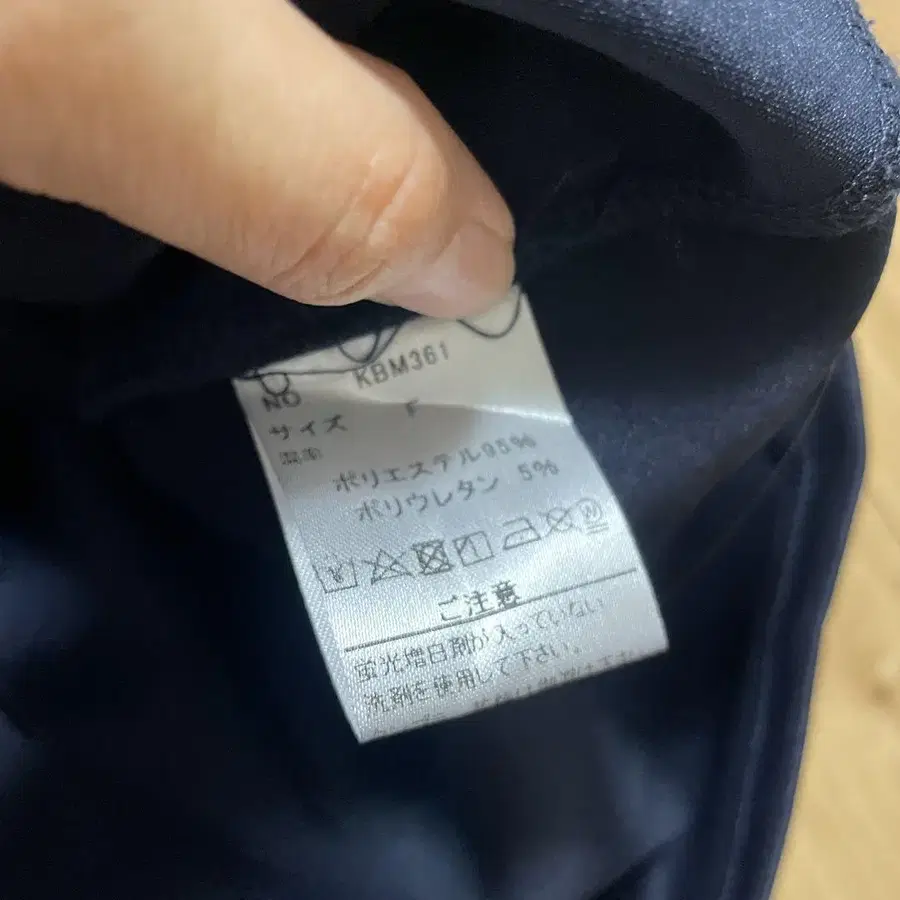 NO KBM361
サイズ F
混率
ポリエステル95%
ポリウレタン 5%
ご注意
蛍光増白剤が入っていない
洗剤を使用して下さい。